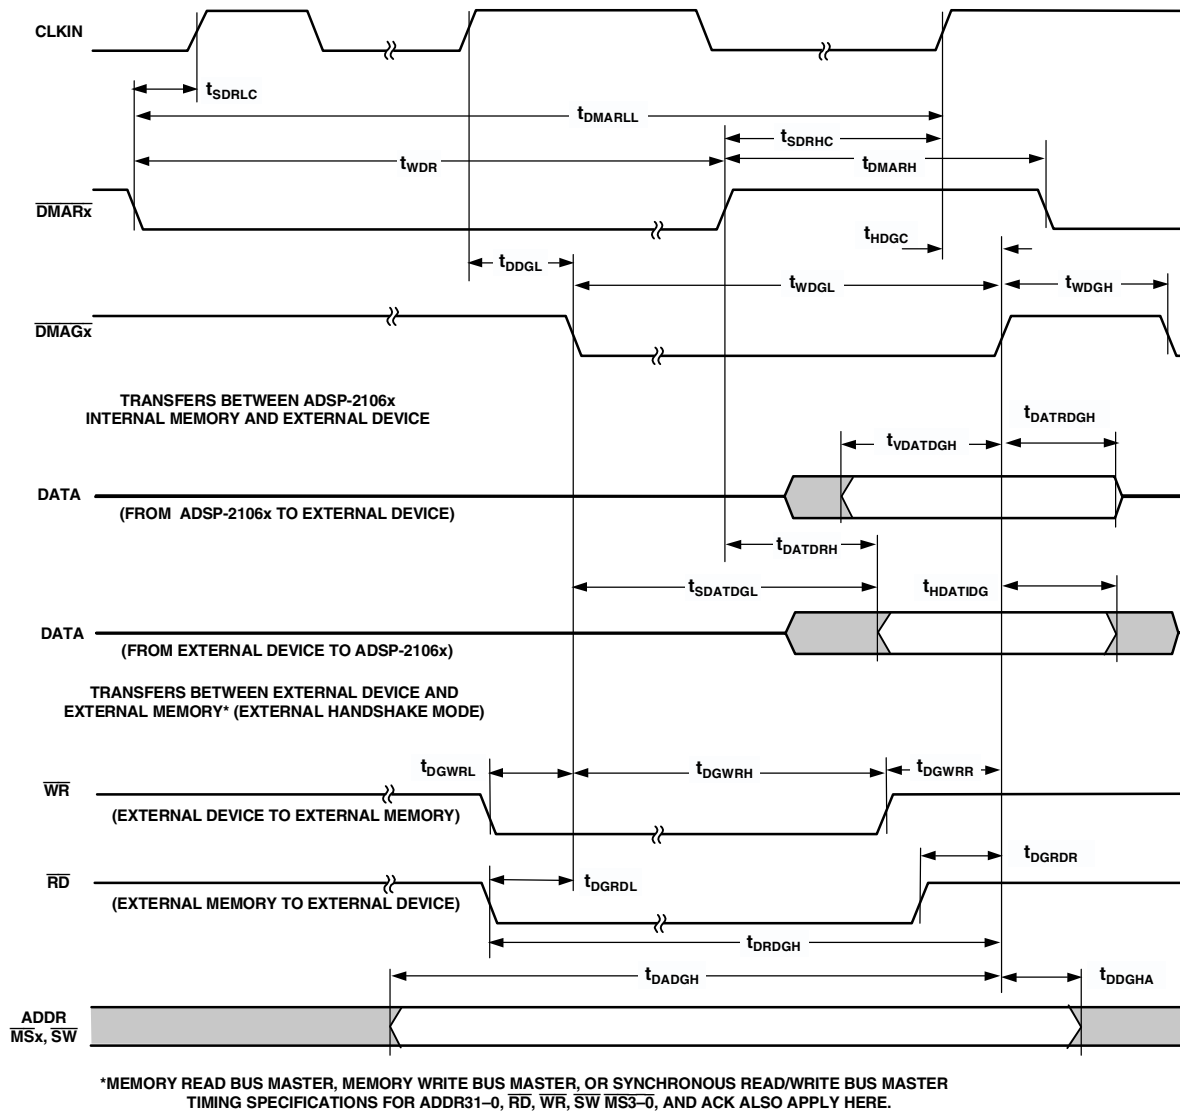 CLKIN
tSDRLC
tDMARLL
tSDRHC
tWDR
tDMARH
DMARx
tHDGC
tDDGL
tWDGL
tWDGH
DMAGx
TRANSFERS BETWEEN ADSP-2106x
INTERNAL MEMORY AND EXTERNAL DEVICE
tDATRDGH
tVDATDGH
DATA
(FROM ADSP-2106x TO EXTERNAL DEVICE)
tDATDRH
tSDATDGL
tHDATIDG
DATA
(FROM EXTERNAL DEVICE TO ADSP-2106x)
TRANSFERS BETWEEN EXTERNAL DEVICE AND
EXTERNAL MEMORY* (EXTERNAL HANDSHAKE MODE)
tDGWRL
tDGWRH
tDGWRR
WR
(EXTERNAL DEVICE TO EXTERNAL MEMORY)
tDGRDR
RD
tDGRDL
(EXTERNAL MEMORY TO EXTERNAL DEVICE)
tDRDGH
tDADGH
tDDGHA
ADDR
MSx, SW
*MEMORY READ BUS MASTER, MEMORY WRITE BUS MASTER, OR SYNCHRONOUS READ/WRITE BUS MASTER
TIMING SPECIFICATIONS FOR ADDR31–0, RD, WR, SW MS3–0, AND ACK ALSO APPLY HERE.